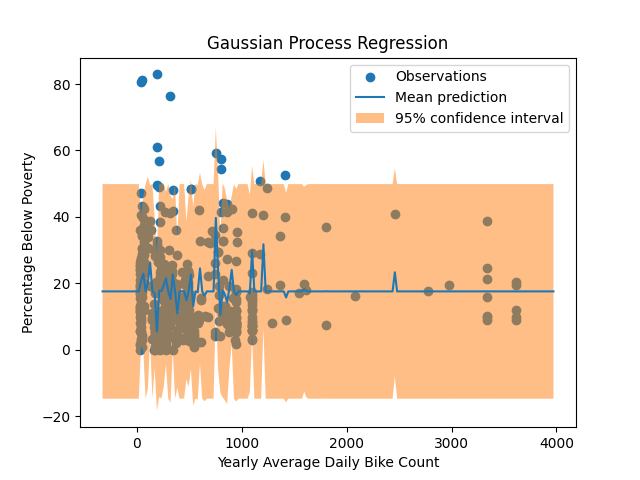 Gaussian Process Regression
Observations
Mean prediction
95% confidence interval
Percentage Below Poverty
80
60
40
20
0
−20
0 1000 2000 3000 4000
Yearly Average Daily Bike Count